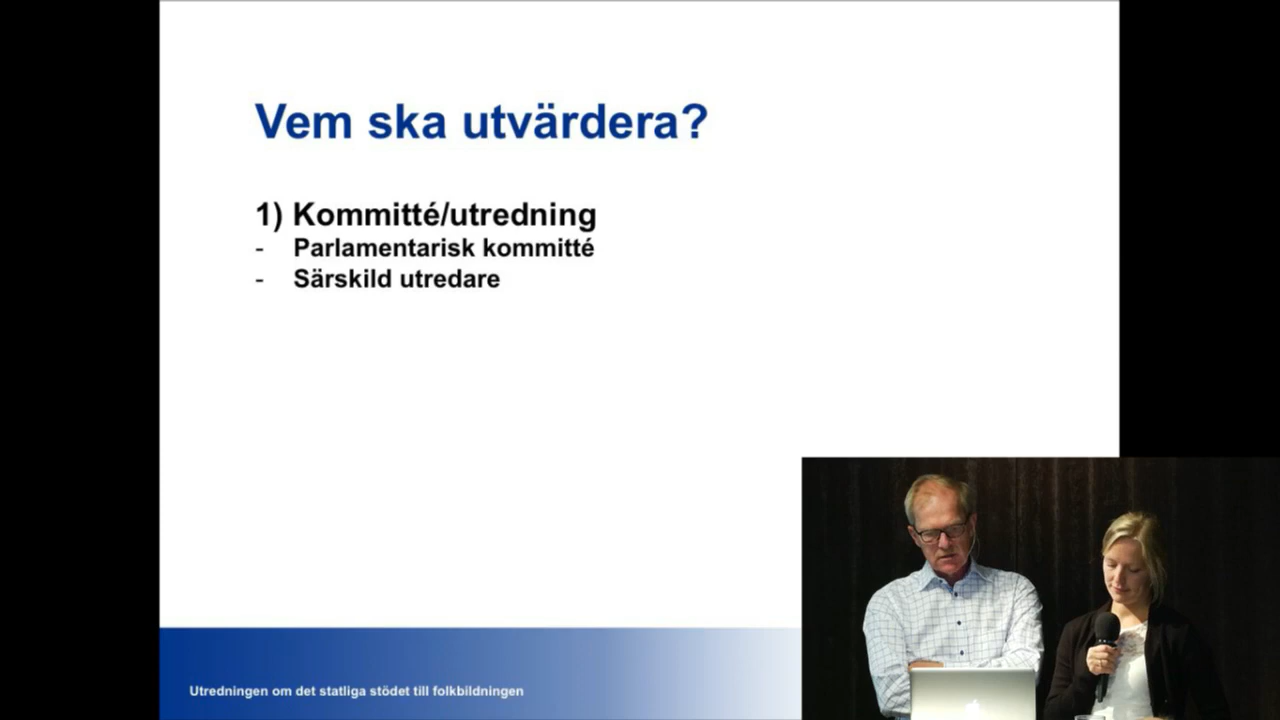 Vem ska utvärdera?
1) Kommitté/utredning
- Parlamentarisk kommitté
- Särskild utredare
Utredningen om det statliga stödet till folkbildningen